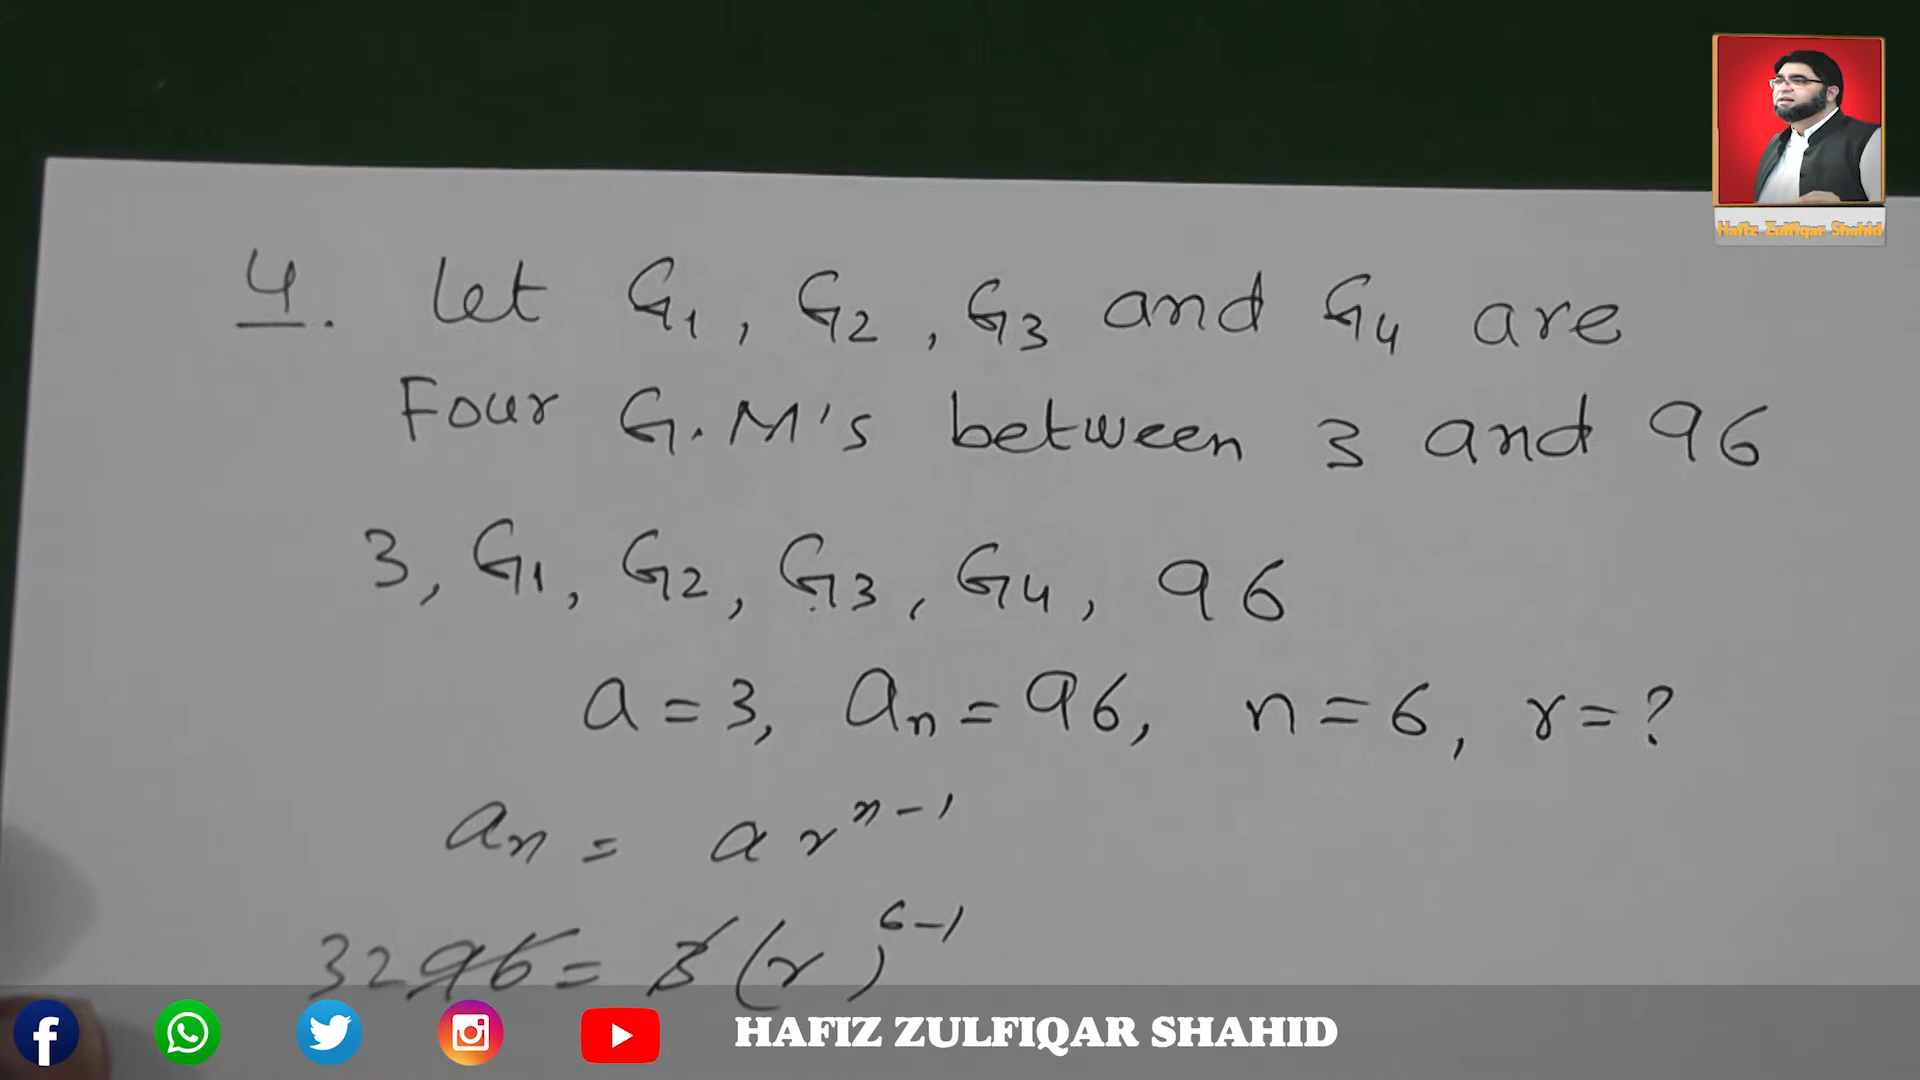 Hafiz Zulfiqar Shahid
4. Let G1, G2, G3 and G4 are
Four G.M's between 3 and 96
3, G1, G2, G3, G4, 96
a = 3, an = 96, n = 6, r = ?
an = a r^n-1
32 96 = 3 (r)^6-1
HAFIZ ZULFIQAR SHAHID